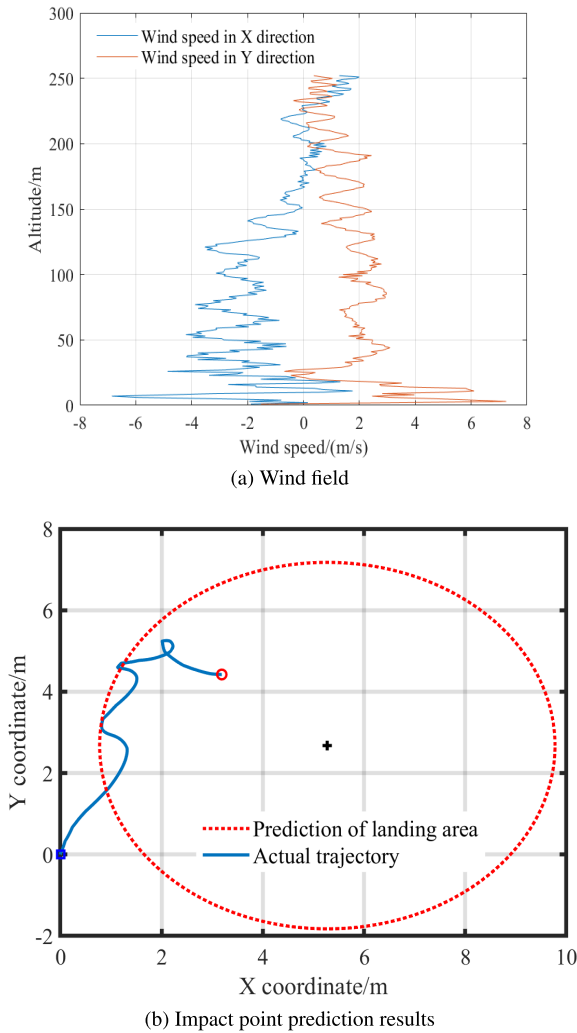 300
250
200
150
100
50
0
Altitude/m
Wind speed in X direction
Wind speed in Y direction
-8 -6 -4 -2 0 2 4 6 8
Wind speed/(m/s)
(a) Wind field
8
6
4
2
0
-2
Y coordinate/m
Prediction of landing area
Actual trajectory
0 2 4 6 8 10
X coordinate/m
(b) Impact point prediction results